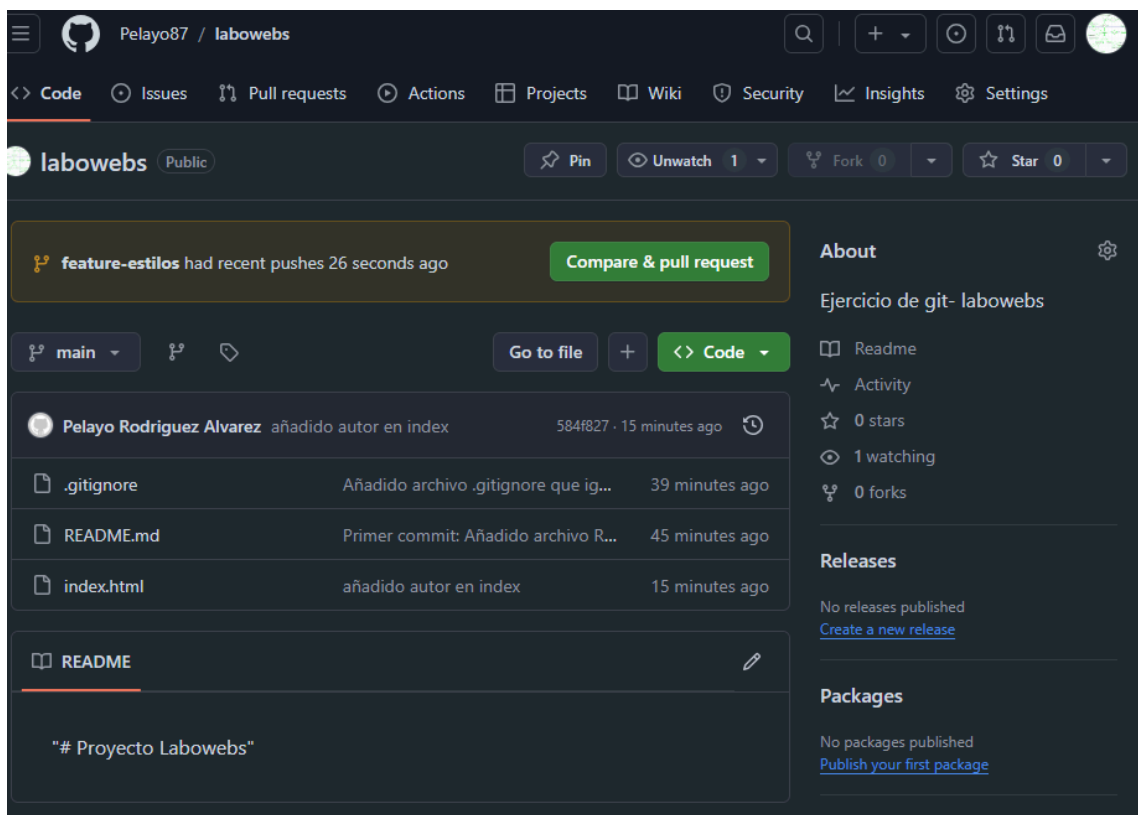 Pelayo87 / labowebs
Code Issues Pull requests Actions Projects Wiki Security Insights Settings
labowebs Public Pin Unwatch 1 Fork 0 Star 0
feature-estilos had recent pushes 26 seconds ago Compare & pull request
main Go to file + Code
Pelayo Rodriguez Alvarez añadido autor en index 584f827 · 15 minutes ago
.gitignore Añadido archivo .gitignore que ig... 39 minutes ago
README.md Primer commit: Añadido archivo R... 45 minutes ago
index.html añadido autor en index 15 minutes ago
README
"# Proyecto Labowebs"
About
Ejercicio de git- labowebs
Readme
Activity
0 stars
1 watching
0 forks
Releases
No releases published
Create a new release
Packages
No packages published
Publish your first package